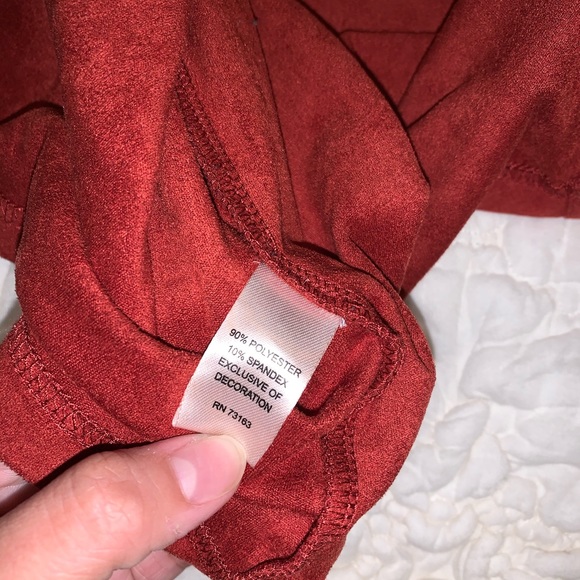 90% POLYESTER
10% SPANDEX
EXCLUSIVE OF
DECORATION
RN 73163